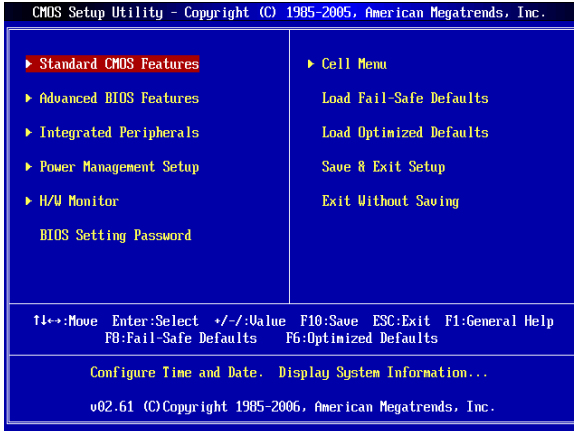 CMOS Setup Utility - Copyright (C) 1985-2005, American Megatrends, Inc.
▶ Standard CMOS Features
▶ Advanced BIOS Features
▶ Integrated Peripherals
▶ Power Management Setup
▶ H/W Monitor
BIOS Setting Password
▶ Cell Menu
Load Fail-Safe Defaults
Load Optimized Defaults
Save & Exit Setup
Exit Without Saving
↑↓←→:Move Enter:Select +/-/:Value F10:Save ESC:Exit F1:General Help
F8:Fail-Safe Defaults F6:Optimized Defaults
Configure Time and Date. Display System Information...
v02.61 (C)Copyright 1985-2006, American Megatrends, Inc.